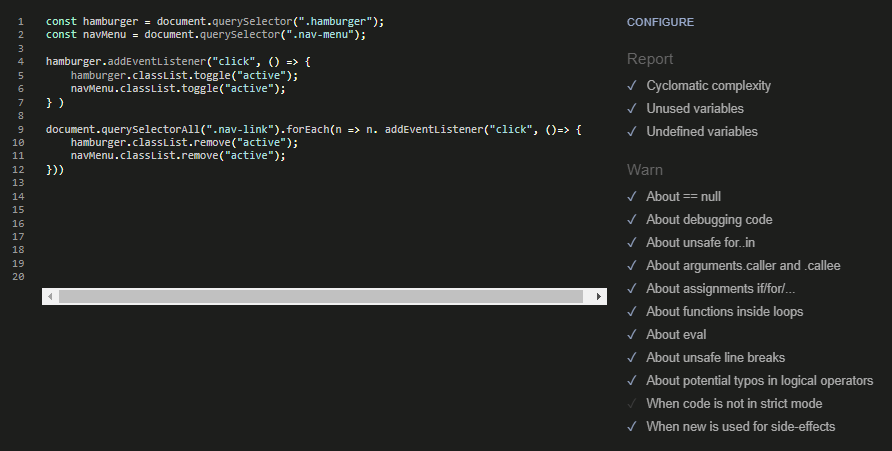 1 const hamburger = document.querySelector(".hamburger");
2 const navMenu = document.querySelector(".nav-menu");
3
4 hamburger.addEventListener("click", () => {
5     hamburger.classList.toggle("active");
6     navMenu.classList.toggle("active");
7 } )
8
9 document.querySelectorAll(".nav-link").forEach(n => n. addEventListener("click", ()=> {
10     hamburger.classList.remove("active");
11     navMenu.classList.remove("active");
12 }))
13
14
15
16
17
18
19
20
CONFIGURE
Report
✓ Cyclomatic complexity
✓ Unused variables
✓ Undefined variables
Warn
✓ About == null
✓ About debugging code
✓ About unsafe for..in
✓ About arguments.caller and .callee
✓ About assignments if/for/...
✓ About functions inside loops
✓ About eval
✓ About unsafe line breaks
✓ About potential typos in logical operators
✓ When code is not in strict mode
✓ When new is used for side-effects